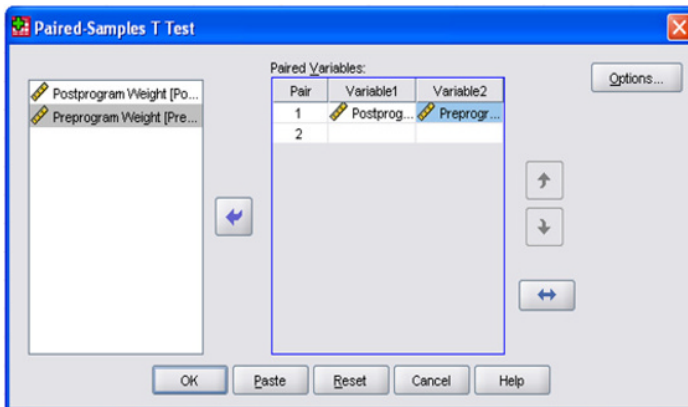 Paired-Samples T Test
Paired Variables:
Options...
Postprogram Weight [Po...
Preprogram Weight [Pre...
Pair Variable1 Variable2
1 Postprog... Preprogr...
2
OK Paste Reset Cancel Help